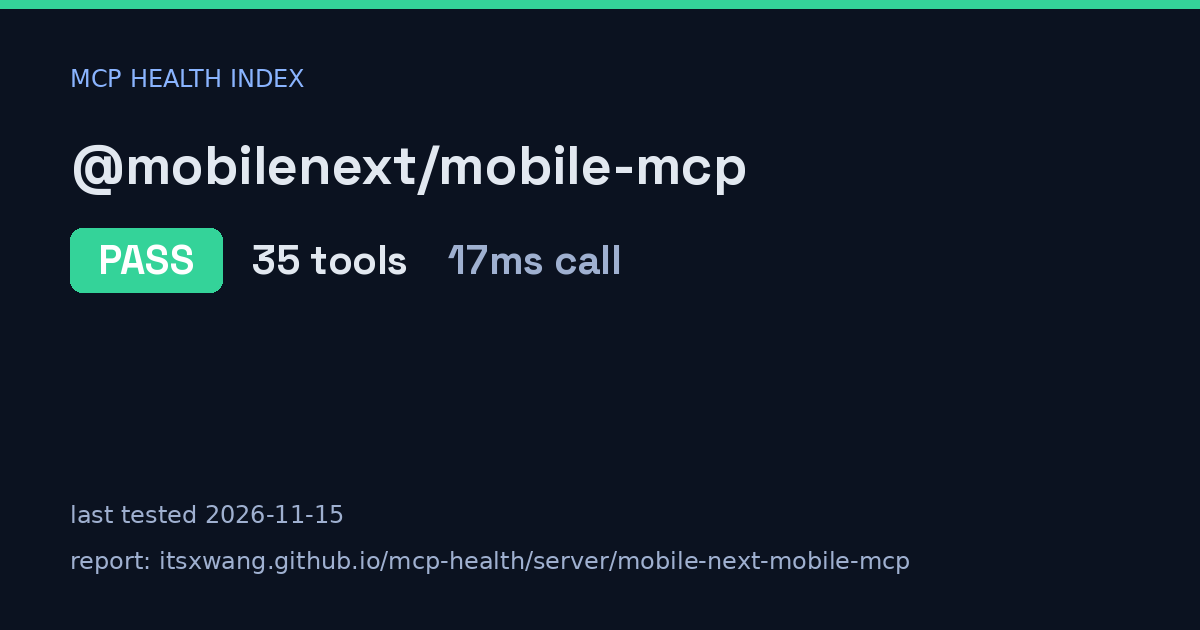 MCP HEALTH INDEX
@mobilenext/mobile-mcp
PASS 35 tools 17ms call
last tested 2026-11-15
report: itsxwang.github.io/mcp-health/server/mobile-next-mobile-mcp